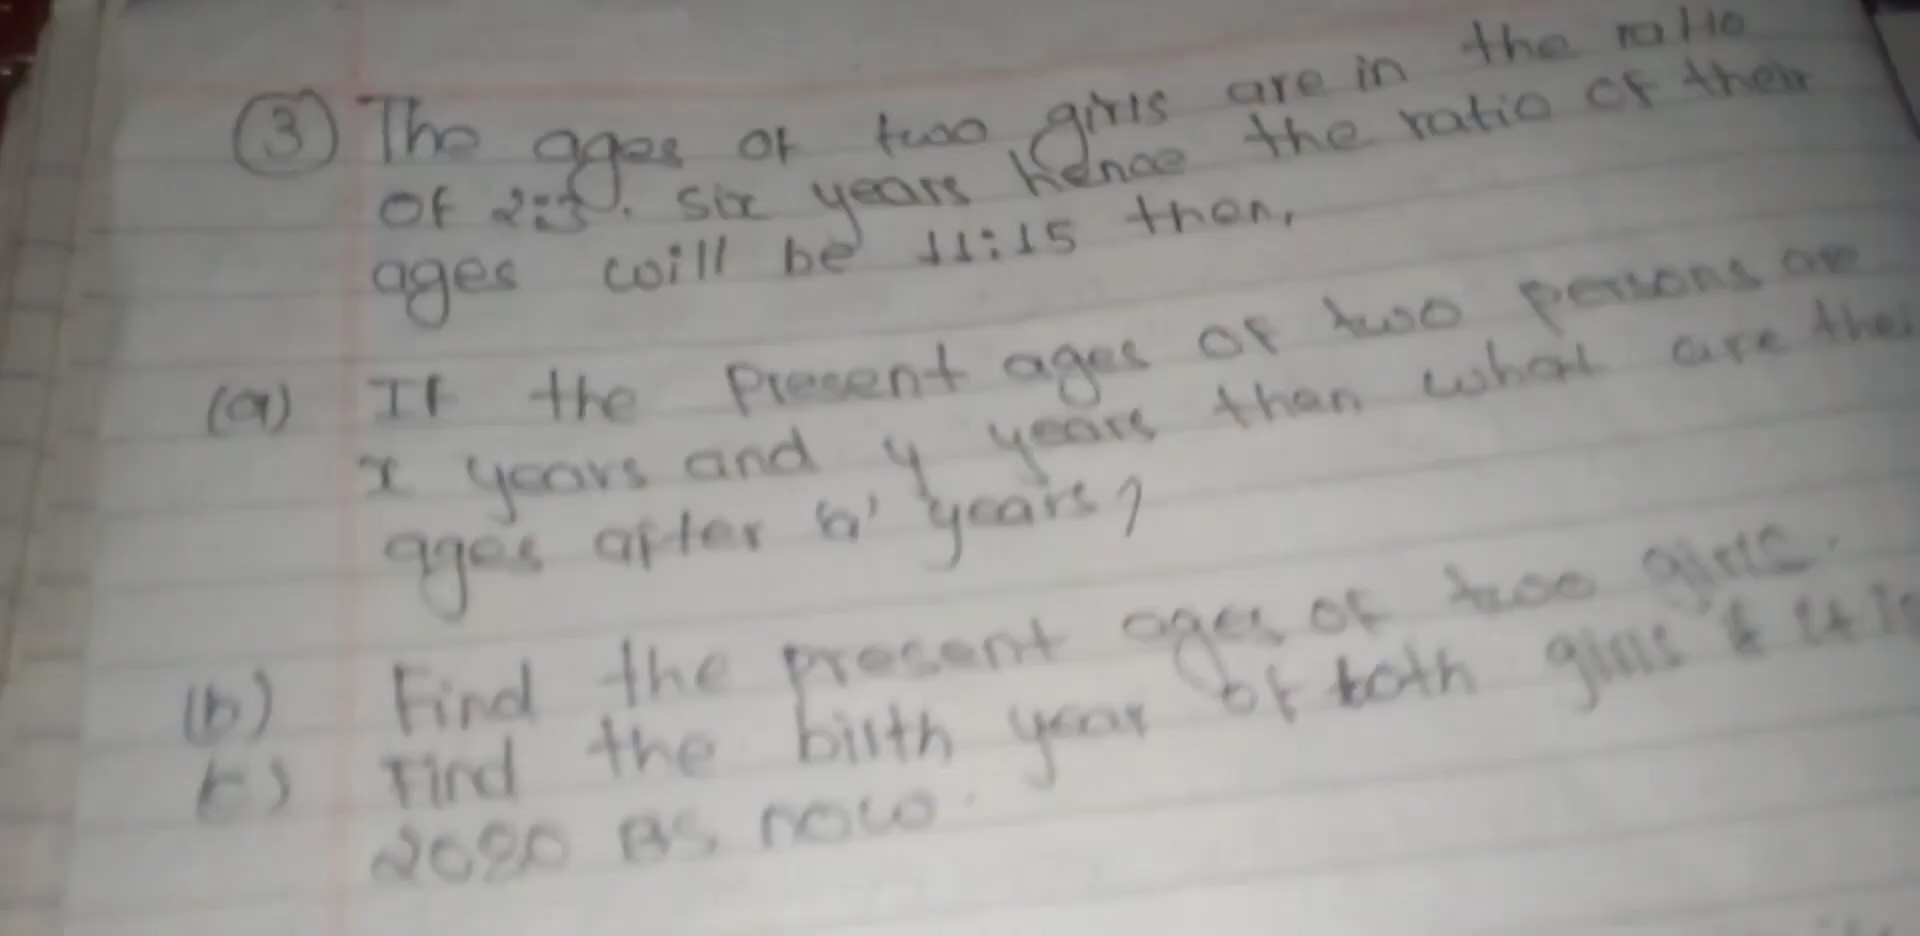 ③ The ages of two girls are in the ratio
of 2:3. Six years hence the ratio of their
ages will be 11:15 then,
(a) If the Present ages of two persons are
x years and y years then what are
ages after years?
(b) Find the present ages of two girls.
c) Find the birth year of both girls if it is
2080 BS now.